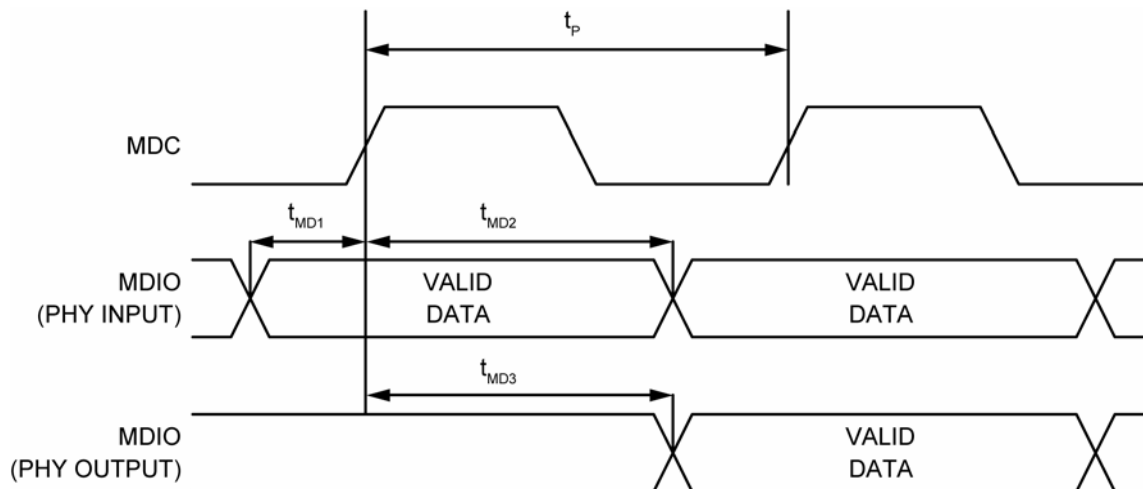 tP
MDC
tMD1
tMD2
MDIO
(PHY INPUT)
VALID
DATA
VALID
DATA
tMD3
MDIO
(PHY OUTPUT)
VALID
DATA